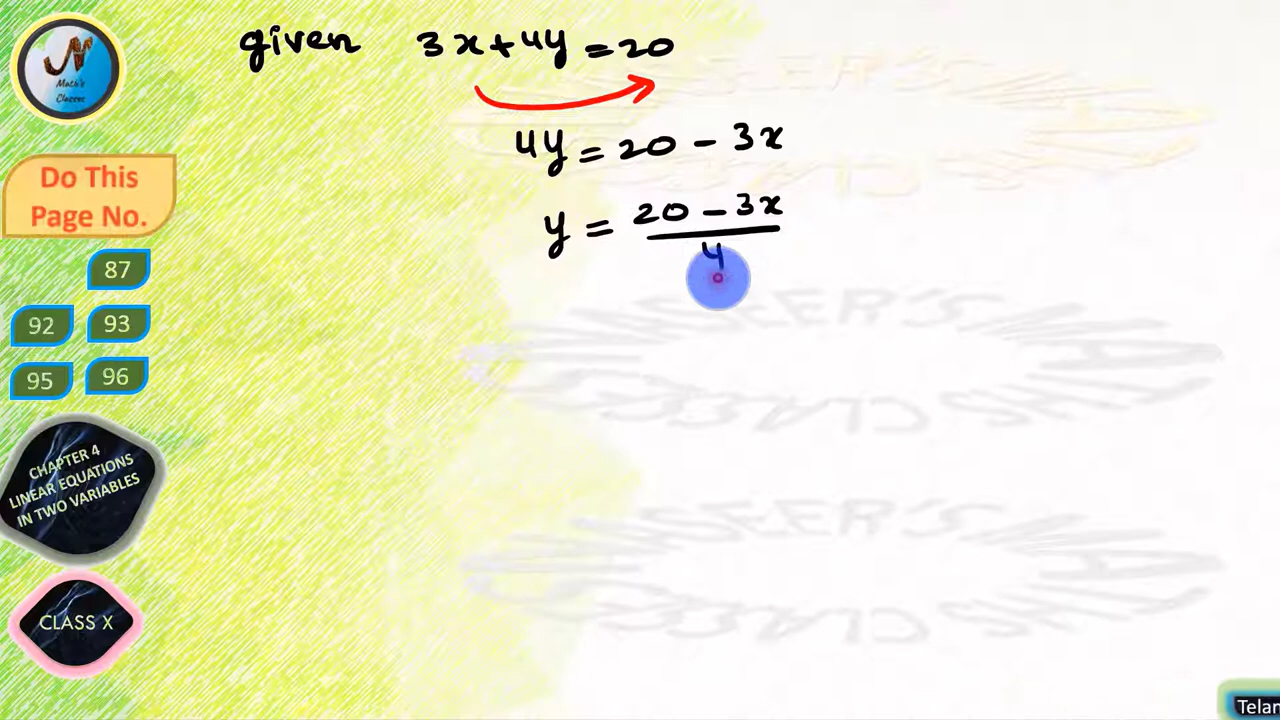 Math's
Classes
given 3x+4y=20
4y=20-3x
y = 20-3x
4
Do This
Page No.
87
92 93
95 96
CHAPTER 4
LINEAR EQUATIONS
IN TWO VARIABLES
CLASS X
Telan